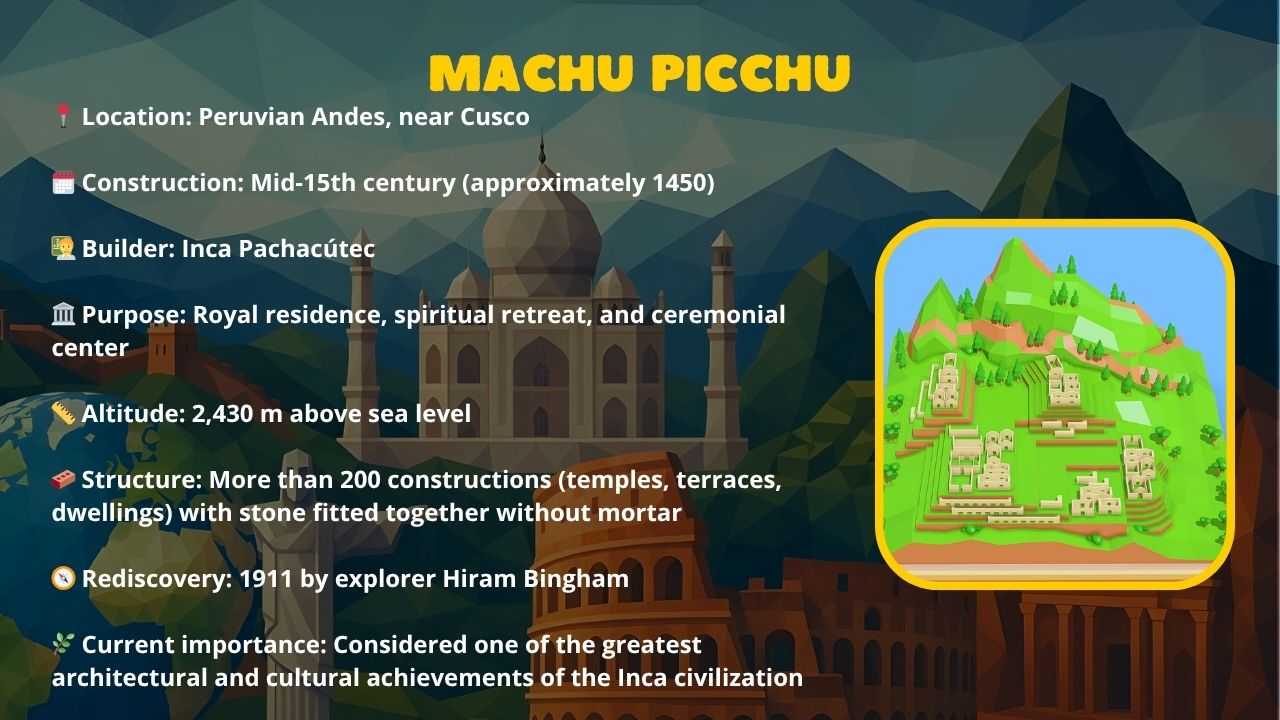 MACHU PICCHU
📍 Location: Peruvian Andes, near Cusco
📅 Construction: Mid-15th century (approximately 1450)
👩‍🏫 Builder: Inca Pachacútec
🏛️ Purpose: Royal residence, spiritual retreat, and ceremonial
center
📏 Altitude: 2,430 m above sea level
🧱 Structure: More than 200 constructions (temples, terraces,
dwellings) with stone fitted together without mortar
🧭 Rediscovery: 1911 by explorer Hiram Bingham
🌿 Current importance: Considered one of the greatest
architectural and cultural achievements of the Inca civilization